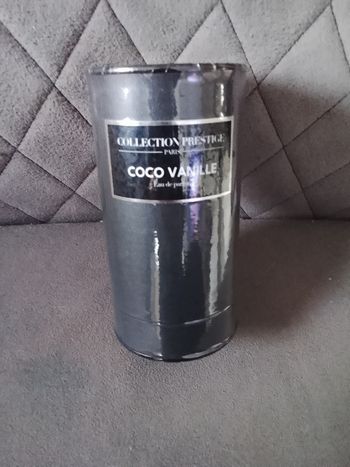 COLLECTION PRESTIGE
PARIS
COCO VANILLE
Eau de parfum